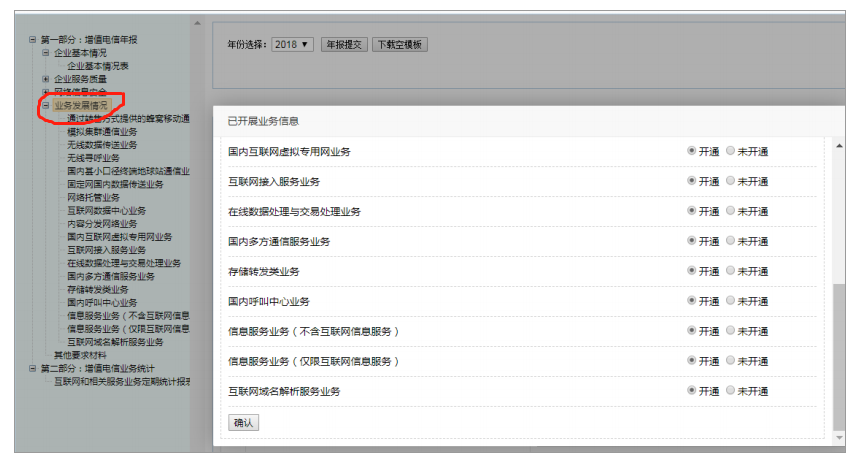 第一部分：增值电信年报
企业基本情况
企业基本情况表
企业服务质量
网络信息安全
业务发展情况
通过转售方式提供的蜂窝移动通
模拟集群通信业务
无线数据传送业务
无线寻呼业务
国内甚小口径终端地球站通信业
固定网国内数据传送业务
网络托管业务
互联网数据中心业务
内容分发网络业务
国内互联网虚拟专用网业务
互联网接入服务业务
在线数据处理与交易处理业务
国内多方通信服务业务
存储转发类业务
国内呼叫中心业务
信息服务业务（不含互联网信息
信息服务业务（仅限互联网信息
互联网域名解析服务业务
其他要求材料
第二部分：增值电信业务统计
互联网和相关服务业务定期统计报表
年份选择： 2018 ▼ 年报提交 下载空模板
已开展业务信息
国内互联网虚拟专用网业务 开通 未开通
互联网接入服务业务 开通 未开通
在线数据处理与交易处理业务 开通 未开通
国内多方通信服务业务 开通 未开通
存储转发类业务 开通 未开通
国内呼叫中心业务 开通 未开通
信息服务业务（不含互联网信息服务） 开通 未开通
信息服务业务（仅限互联网信息服务） 开通 未开通
互联网域名解析服务业务 开通 未开通
确认